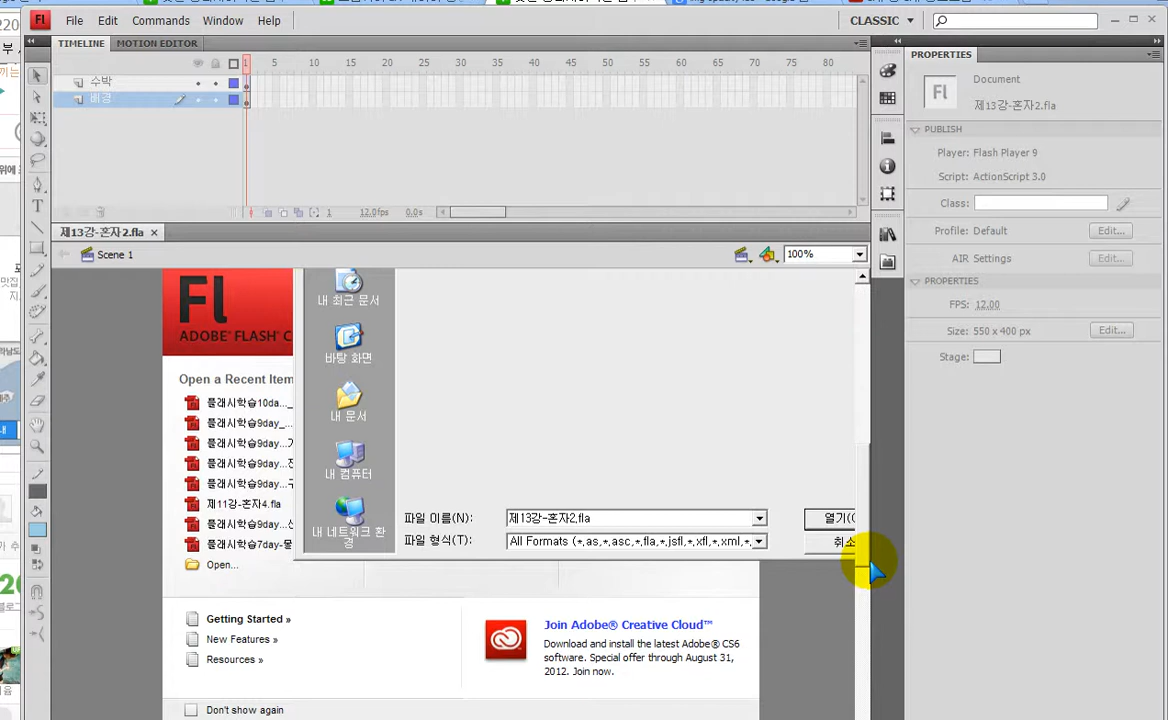 Fl File Edit Commands Window Help CLASSIC
TIMELINE MOTION EDITOR
1 5 10 15 20 25 30 35 40 45 50 55 60 65 70 75 80
수박
배경
1 12.0fps 0.0s
제13강-혼자2.fla
Scene 1 100%
Fl
ADOBE® FLASH® C
Open a Recent Item
플래시학습10da..._
플래시학습9day_...
플래시학습9day...가
플래시학습9day...진
플래시학습9day...구
제11강-혼자4.fla
플래시학습9day...산
플래시학습7day-물
Open...
내 최근 문서
바탕 화면
내 문서
내 컴퓨터
내 네트워크 환
경
파일 이름(N): 제13강-혼자2.fla 열기(
파일 형식(T): All Formats (*.as,*.asc,*.fla,*.jsfl,*.xfl,*.xml,*. 취소
Getting Started »
New Features »
Resources »
Join Adobe® Creative Cloud™
Download and install the latest Adobe® CS6
software. Special offer through August 31,
2012. Join now.
Don't show again
PROPERTIES
Fl
Document
제13강-혼자2.fla
PUBLISH
Player: Flash Player 9
Script: ActionScript 3.0
Class:
Profile: Default Edit...
AIR Settings Edit...
PROPERTIES
FPS: 12.00
Size: 550 x 400 px Edit...
Stage: